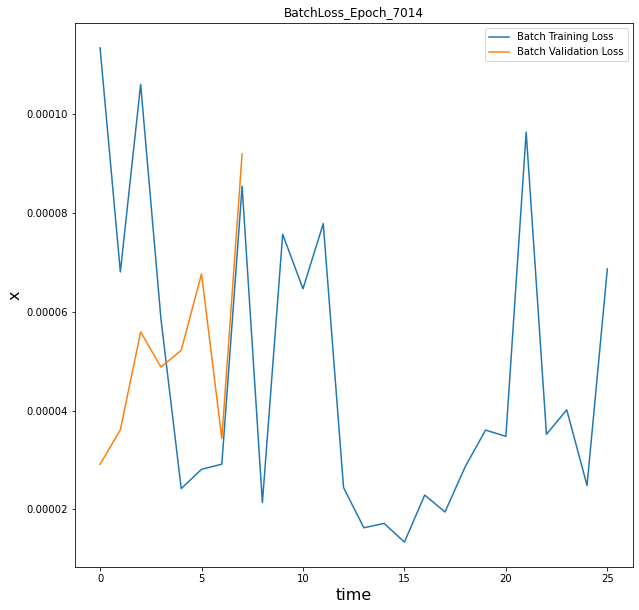 BatchLoss_Epoch_7014
Batch Training Loss
Batch Validation Loss
0.00010
0.00008
0.00006
0.00004
0.00002
x
0 5 10 15 20 25
time